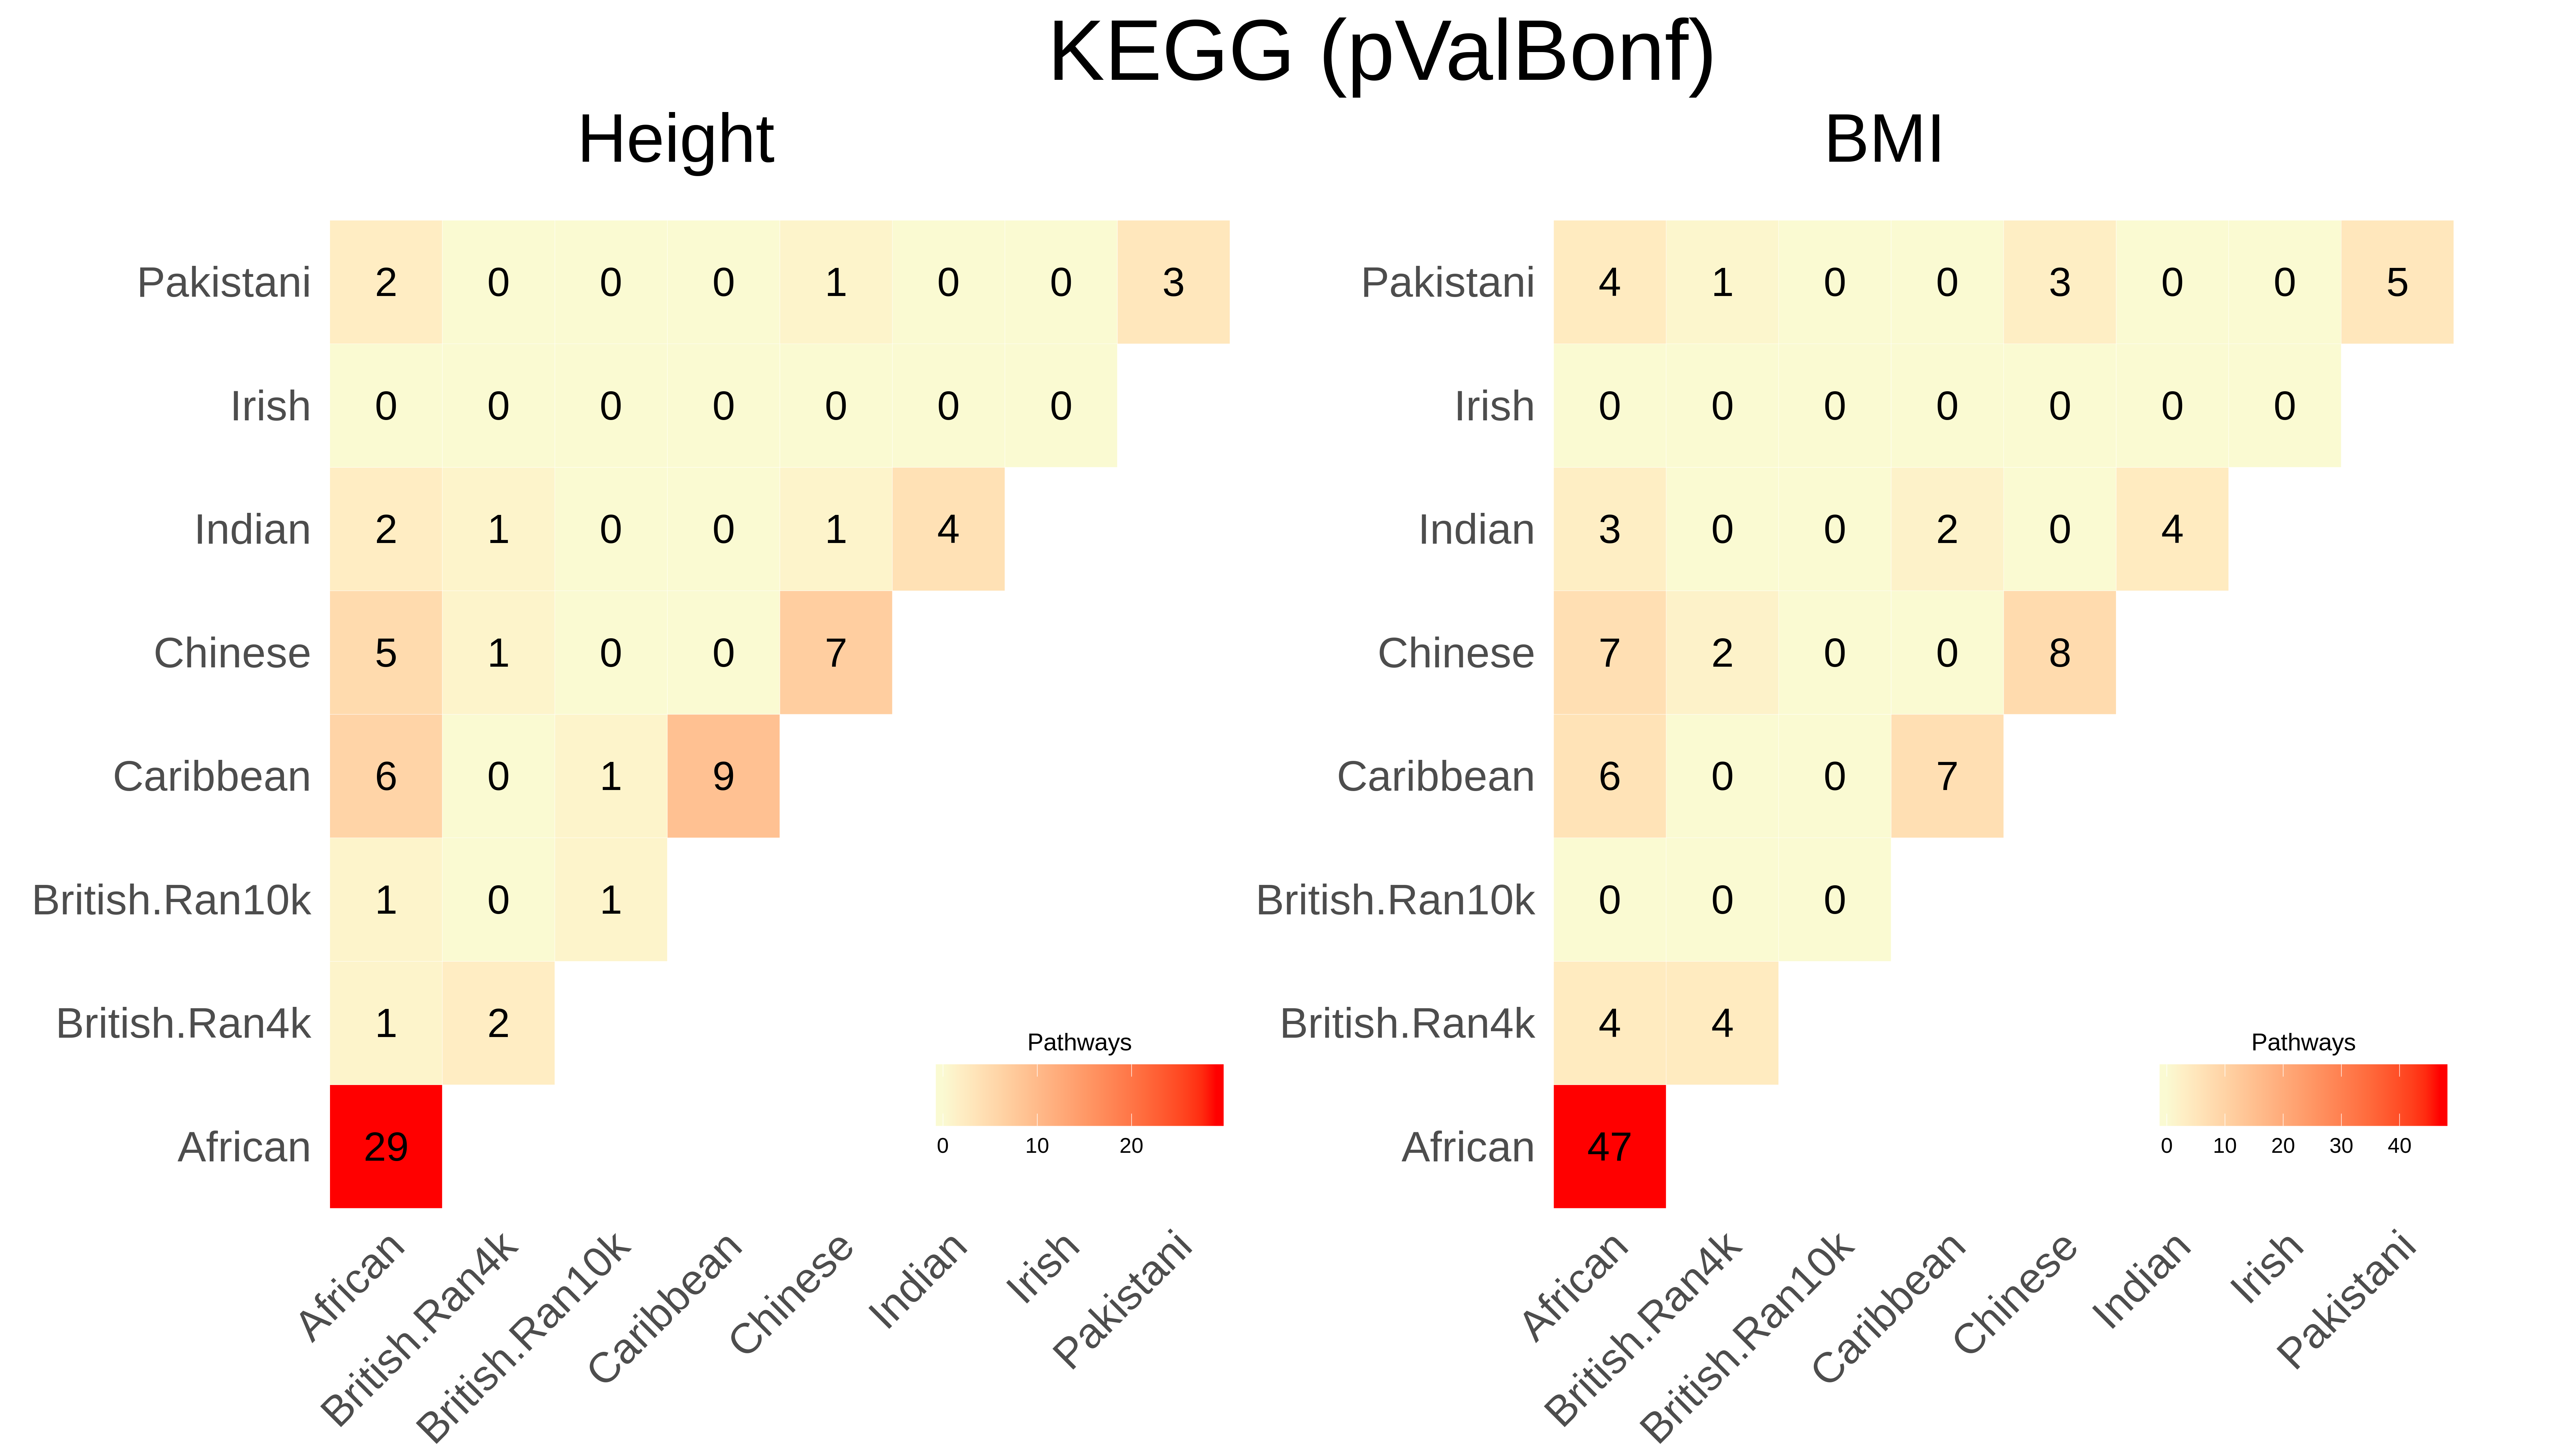 KEGG (pValBonf)
Height
Pakistani 2 0 0 0 1 0 0 3
Irish 0 0 0 0 0 0 0
Indian 2 1 0 0 1 4
Chinese 5 1 0 0 7
Caribbean 6 0 1 9
British.Ran10k 1 0 1
British.Ran4k 1 2
African 29
Pathways
0 10 20
African British.Ran4k British.Ran10k Caribbean Chinese Indian Irish Pakistani
BMI
Pakistani 4 1 0 0 3 0 0 5
Irish 0 0 0 0 0 0 0
Indian 3 0 0 2 0 4
Chinese 7 2 0 0 8
Caribbean 6 0 0 7
British.Ran10k 0 0 0
British.Ran4k 4 4
African 47
Pathways
0 10 20 30 40
African British.Ran4k British.Ran10k Caribbean Chinese Indian Irish Pakistani